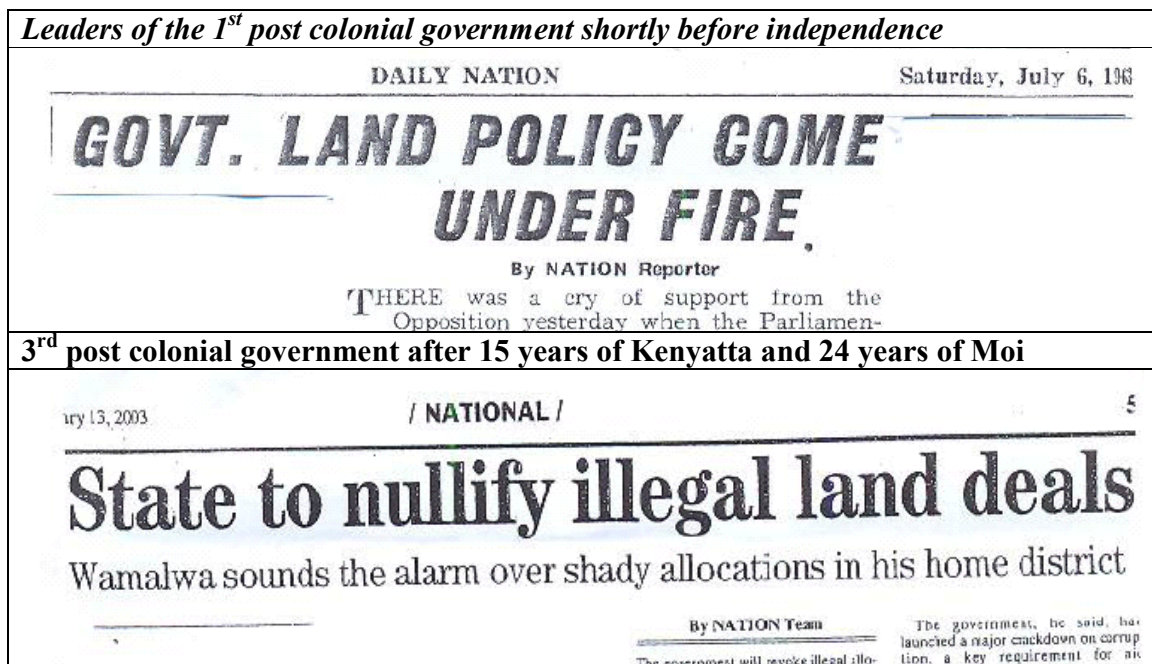 Leaders of the 1st post colonial government shortly before independence
DAILY NATION Saturday, July 6, 196
GOVT. LAND POLICY COME
UNDER FIRE.
By NATION Reporter
THERE was a cry of support from the
Opposition yesterday when the Parliamen-
3rd post colonial government after 15 years of Kenyatta and 24 years of Moi
ary 13, 2003 / NATIONAL / 5
State to nullify illegal land deals
Wamalwa sounds the alarm over shady allocations in his home district
By NATION Team
The government will revoke illegal allo-
The government, he said, has
launched a major crackdown on corrup
tion, a key requirement for